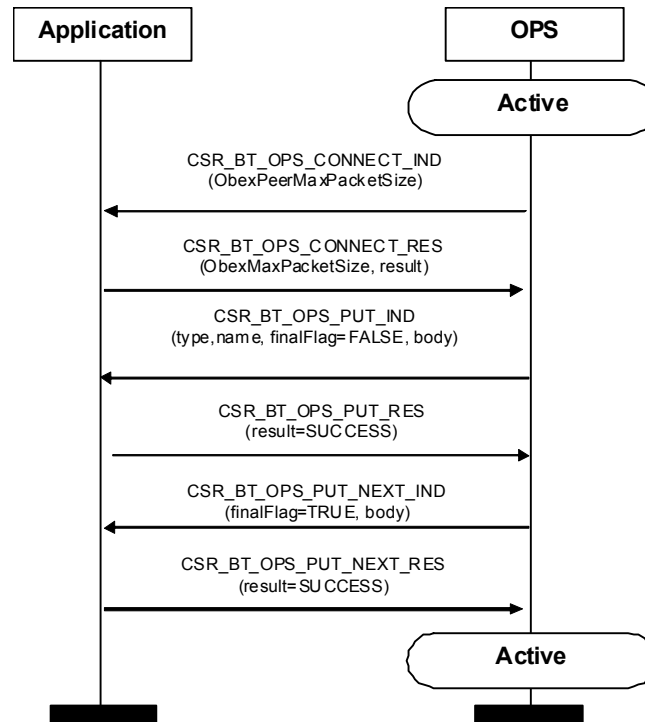 Application
OPS
Active
CSR_BT_OPS_CONNECT_IND
(ObexPeerMaxPacketSize)
CSR_BT_OPS_CONNECT_RES
(ObexMaxPacketSize, result)
CSR_BT_OPS_PUT_IND
(type,name, finalFlag=FALSE, body)
CSR_BT_OPS_PUT_RES
(result=SUCCESS)
CSR_BT_OPS_PUT_NEXT_IND
(finalFlag=TRUE, body)
CSR_BT_OPS_PUT_NEXT_RES
(result=SUCCESS)
Active